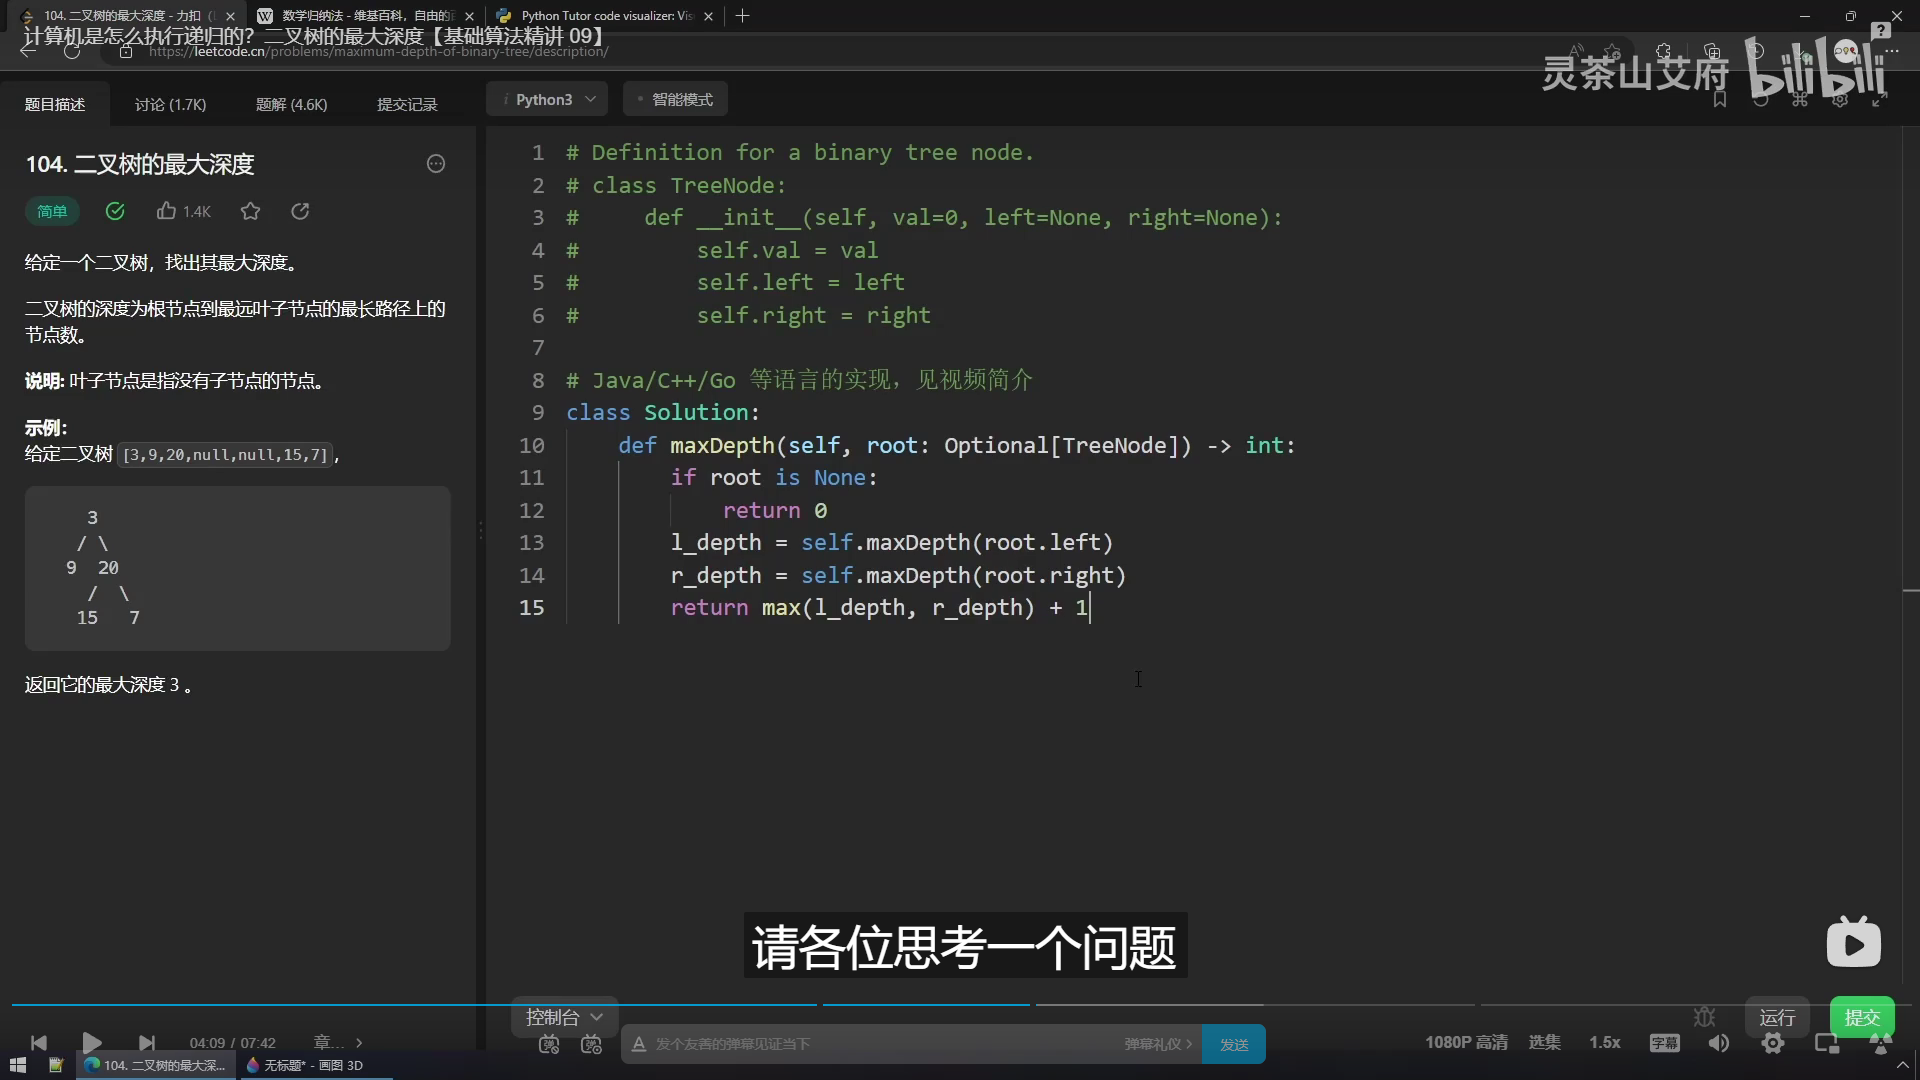 104. 二叉树的最大深度 - 力扣
数学归纳法 - 维基百科，自由的
Python Tutor code visualizer: Vis
计算机是怎么执行递归的？二叉树的最大深度【基础算法精讲 09】
https://leetcode.cn/problems/maximum-depth-of-binary-tree/description/
灵茶山艾府 bilibili
题目描述
讨论 (1.7K)
题解 (4.6K)
提交记录
Python3
智能模式
104. 二叉树的最大深度
简单
1.4K
给定一个二叉树，找出其最大深度。
二叉树的深度为根节点到最远叶子节点的最长路径上的
节点数。
说明: 叶子节点是指没有子节点的节点。
示例：
给定二叉树 [3,9,20,null,null,15,7]，
3
/ \
9 20
/ \
15 7
返回它的最大深度 3 。
1 # Definition for a binary tree node.
2 # class TreeNode:
3 #     def __init__(self, val=0, left=None, right=None):
4 #         self.val = val
5 #         self.left = left
6 #         self.right = right
7
8 # Java/C++/Go 等语言的实现，见视频简介
9 class Solution:
10     def maxDepth(self, root: Optional[TreeNode]) -> int:
11         if root is None:
12             return 0
13         l_depth = self.maxDepth(root.left)
14         r_depth = self.maxDepth(root.right)
15         return max(l_depth, r_depth) + 1
请各位思考一个问题
控制台
运行
提交
04:09 / 07:42
章...
发个友善的弹幕见证当下
弹幕礼仪
发送
1080P 高清
选集
1.5x
字幕
104. 二叉树的最大深...
无标题* - 画图 3D